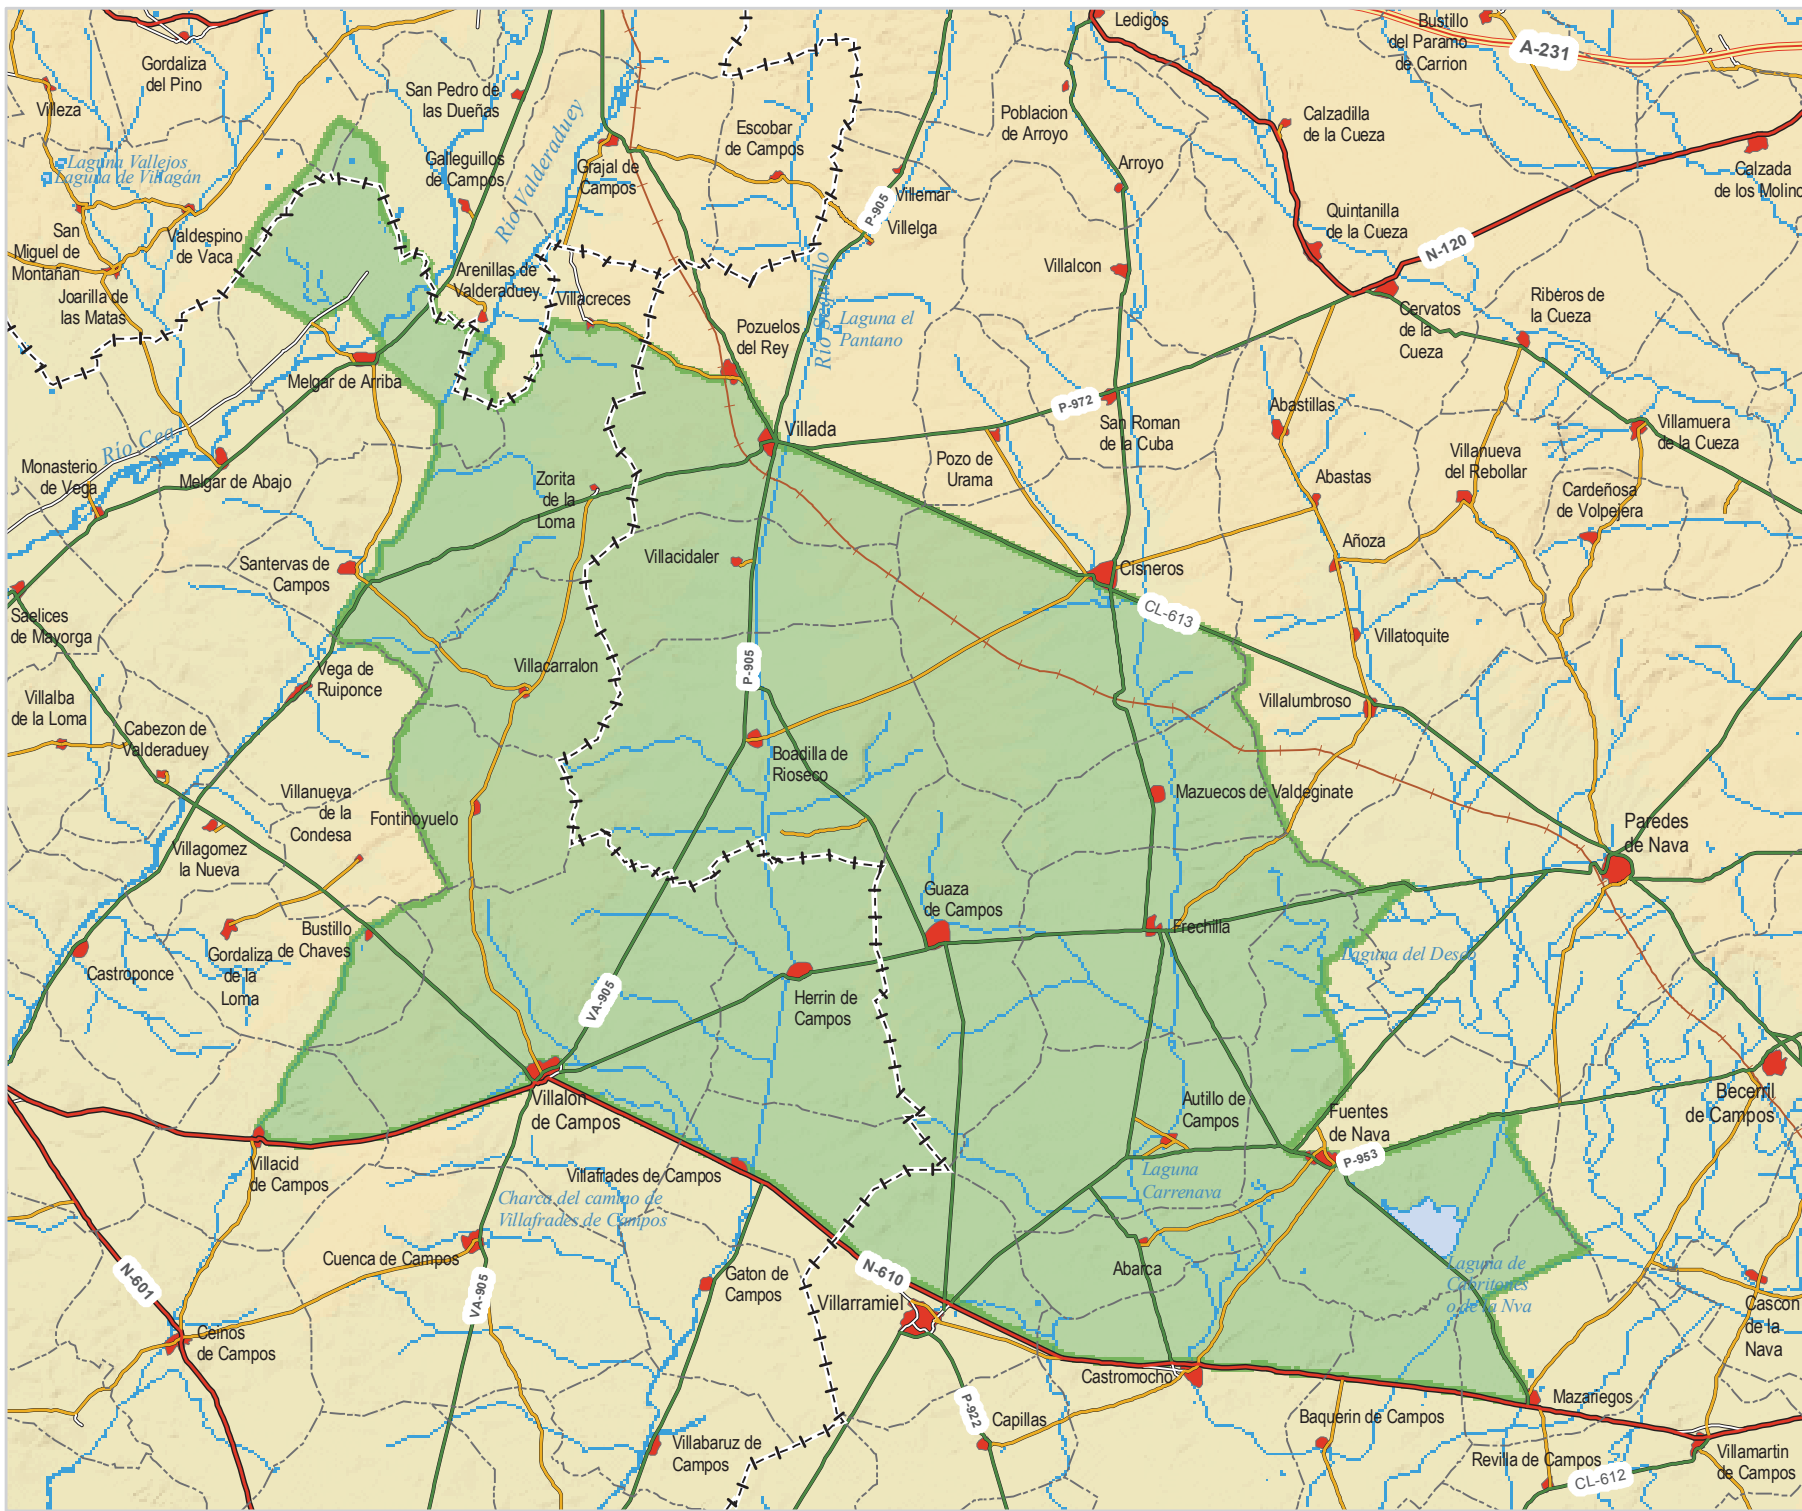 Gordaliza
del Pino
Villeza
San Pedro de
las Dueñas
Río Valderaduey
Galleguillos
de Campos
Grajal de
Campos
Escobar
de Campos
Ledigos
Bustillo
del Paramo
de Carrion
A-231
Poblacion
de Arroyo
Calzadilla
de la Cueza
Arroyo
Calzada
de los Molinc
Laguna Vallejos
Laguna de Villagán
San
Miguel de
Montañan
Valdespino
de Vaca
Joarilla de
las Matas
P-905
Villemar
Villelga
Quintanilla
de la Cueza
N-120
Arenillas de
Valderaduey
Villacreces
Villalcon
Río Sequillo
Laguna el
Pantano
Pozuelos
del Rey
Cervatos
de la
Cueza
Riberos de
la Cueza
Melgar de Arriba
Río Cea
Villada
P-972
San Roman
de la Cuba
Abastillas
Villamuera
de la Cueza
Monasterio
de Vega
Melgar de Abajo
Zorita
de la
Loma
Pozo de
Urama
Abastas
Villanueva
del Rebollar
Cardeñosa
de Volpejera
Santervas de
Campos
Villacidaler
Cisneros
Añoza
Saelices
de Mayorga
CL-613
Villatoquite
Vega de
Ruiponce
Villacarralon
P-905
Villalba
de la Loma
Cabezon de
Valderaduey
Villalumbroso
Boadilla de
Rioseco
Villanueva
de la
Condesa
Fontihoyuelo
Mazuecos de Valdeginate
Paredes
de Nava
Villagomez
la Nueva
Guaza
de Campos
Frechilla
Bustillo
de Chaves
Gordaliza
de la
Loma
Castroponce
Laguna del Deseo
VA-905
Herrin de
Campos
Villalon
de Campos
Autillo de
Campos
Fuentes
de Nava
Becerril
de Campos
P-953
Villacid
de Campos
Villafrades de Campos
Charca del camino de
Villafrades de Campos
Laguna
Carrenava
Cuenca de Campos
N-601
VA-905
Gaton de
Campos
N-610
Villarramiel
Abarca
Laguna de
Cabritones
o de la Nva
Cascon
de la
Nava
Ceinos
de Campos
Castromocho
Mazariegos
P-922
Capillas
Baquerin de Campos
Villabaruz de
Campos
Revilla de Campos
CL-612
Villamartin
de Campos